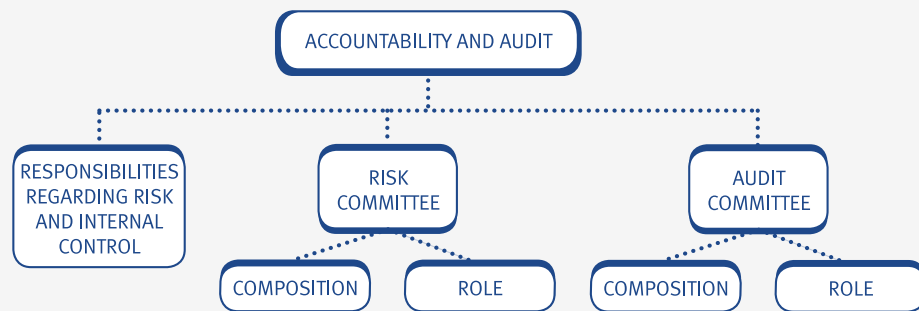 ACCOUNTABILITY AND AUDIT
RESPONSIBILITIES
REGARDING RISK
AND INTERNAL
CONTROL
RISK
COMMITTEE
AUDIT
COMMITTEE
COMPOSITION
ROLE
COMPOSITION
ROLE